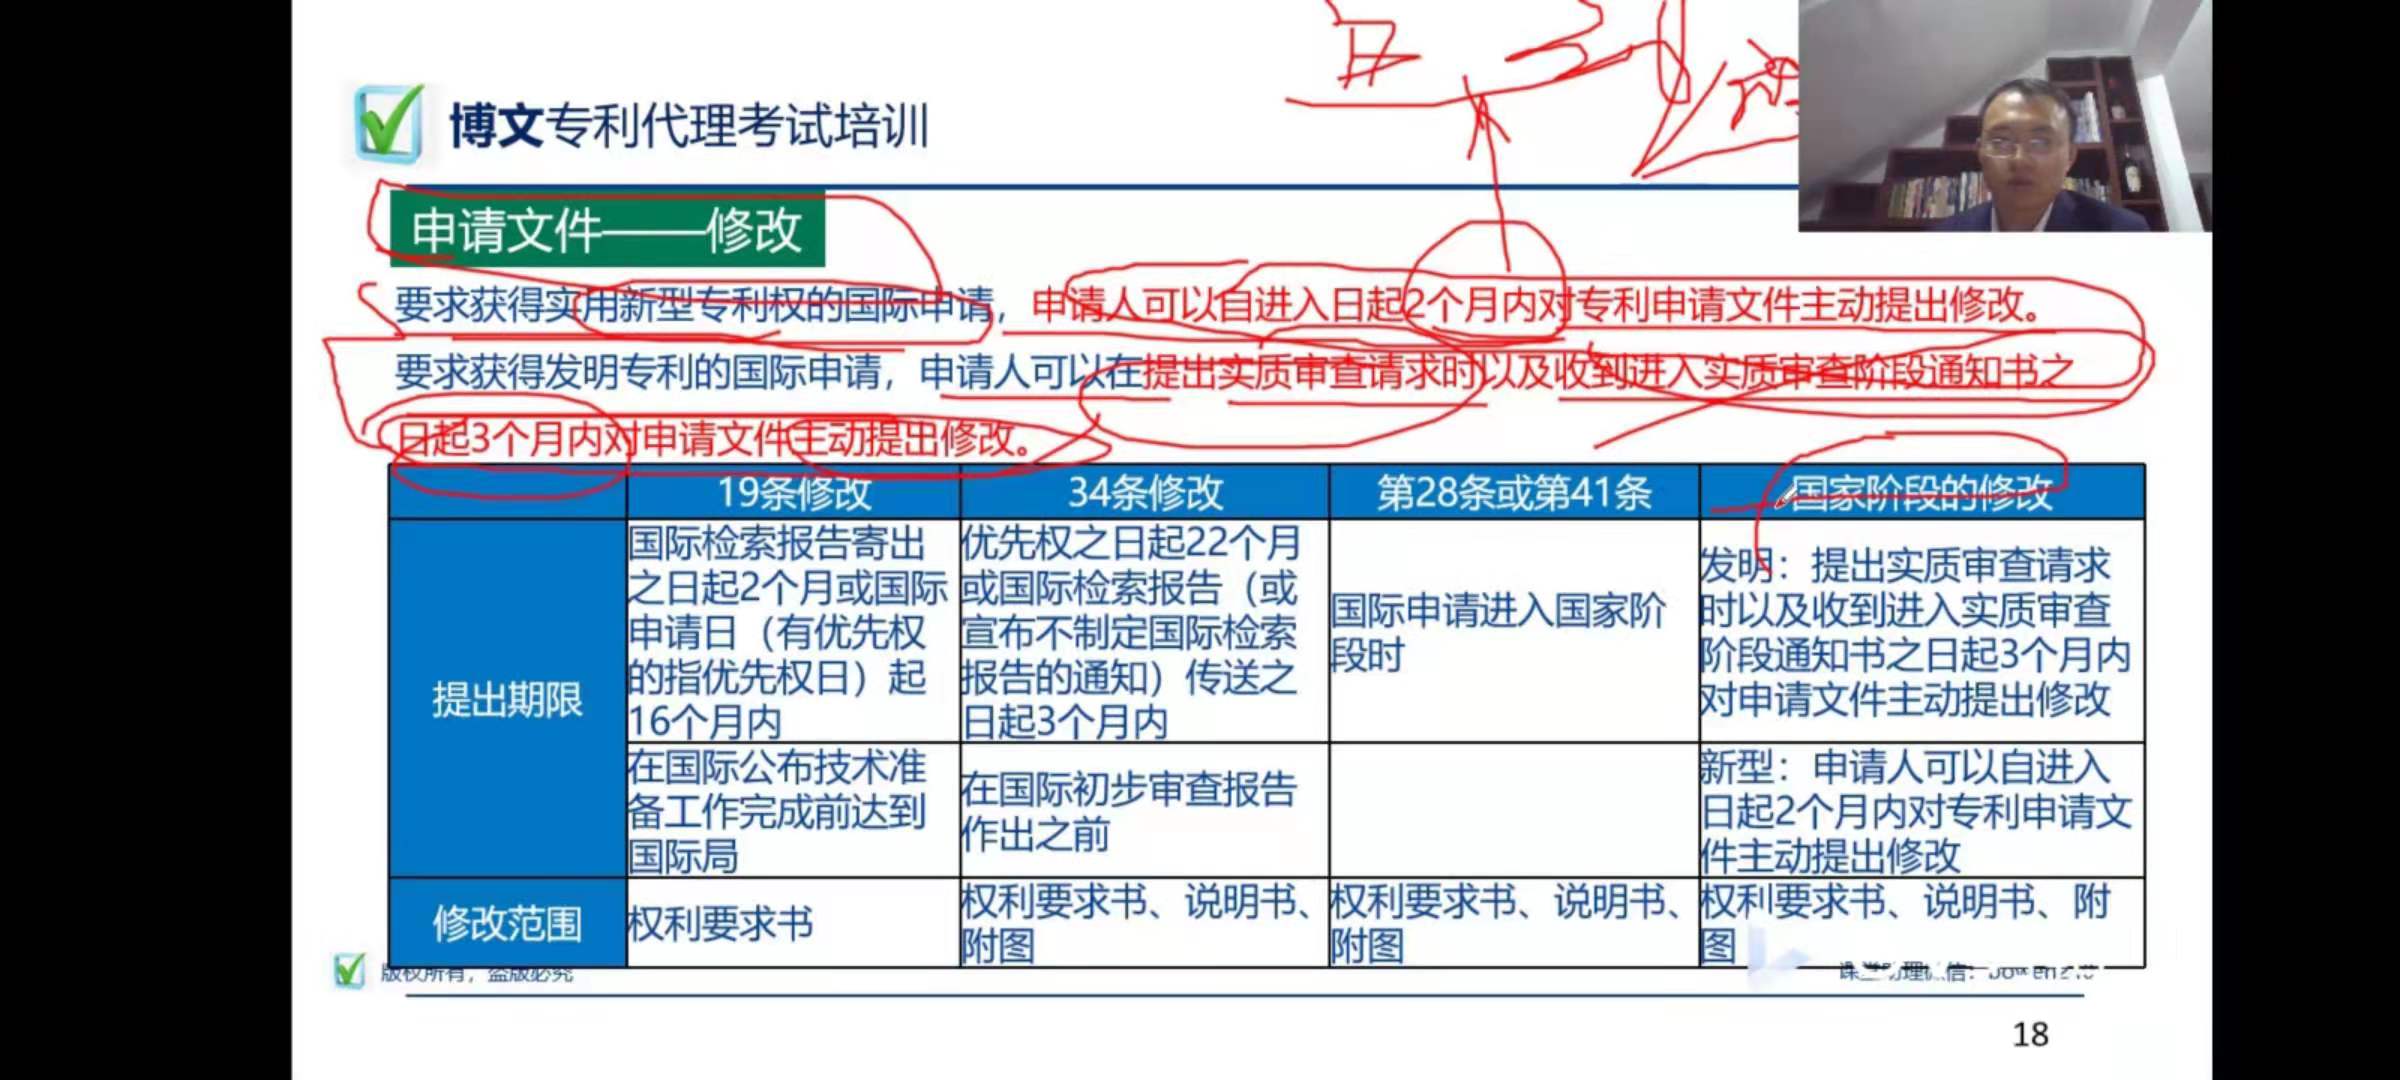 博文专利代理考试培训
申请文件——修改
要求获得实用新型专利权的国际申请，申请人可以自进入日起2个月内对专利申请文件主动提出修改。
要求获得发明专利的国际申请，申请人可以在提出实质审查请求时以及收到进入实质审查阶段通知书之
日起3个月内对申请文件主动提出修改。
19条修改
34条修改
第28条或第41条
国家阶段的修改
提出期限
国际检索报告寄出
之日起2个月或国际
申请日（有优先权
的指优先权日）起
16个月内
优先权之日起22个月
或国际检索报告（或
宣布不制定国际检索
报告的通知）传送之
日起3个月内
国际申请进入国家阶
段时
发明：提出实质审查请求
时以及收到进入实质审查
阶段通知书之日起3个月内
对申请文件主动提出修改
在国际公布技术准
备工作完成前达到
国际局
在国际初步审查报告
作出之前
新型：申请人可以自进入
日起2个月内对专利申请文
件主动提出修改
修改范围
权利要求书
权利要求书、说明书、
附图
权利要求书、说明书、
附图
权利要求书、说明书、附
图
版权所有，盗版必究
课堂助理微信：
18